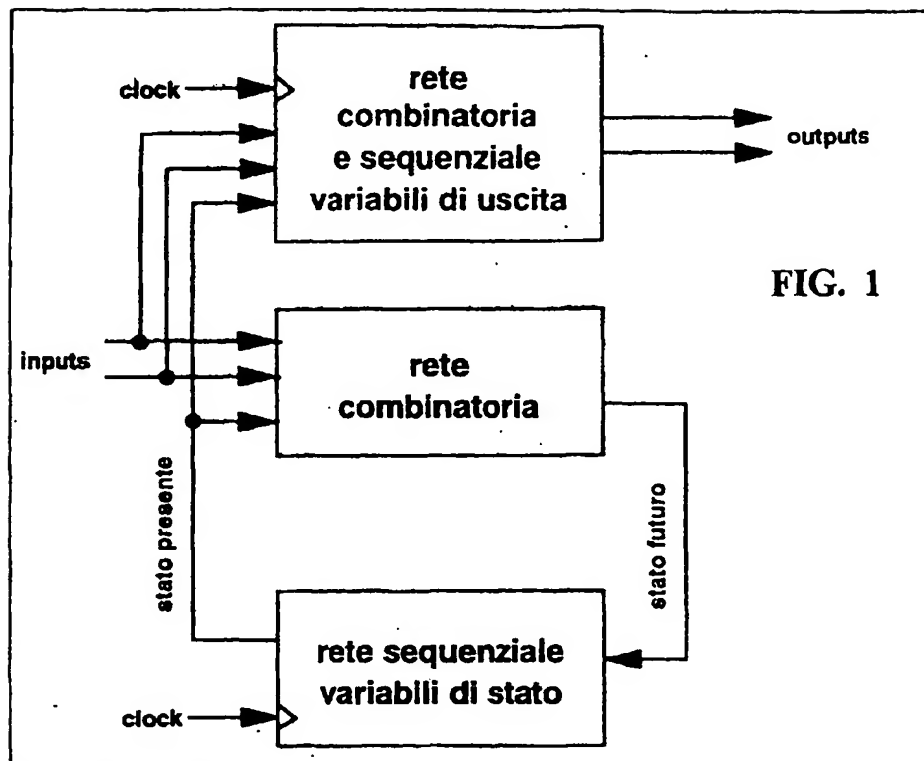 clock
rete
combinatoria
e sequenziale
variabili di uscita
outputs
FIG. 1
inputs
rete
combinatoria
stato presente
stato futuro
rete sequenziale
variabili di stato
clock